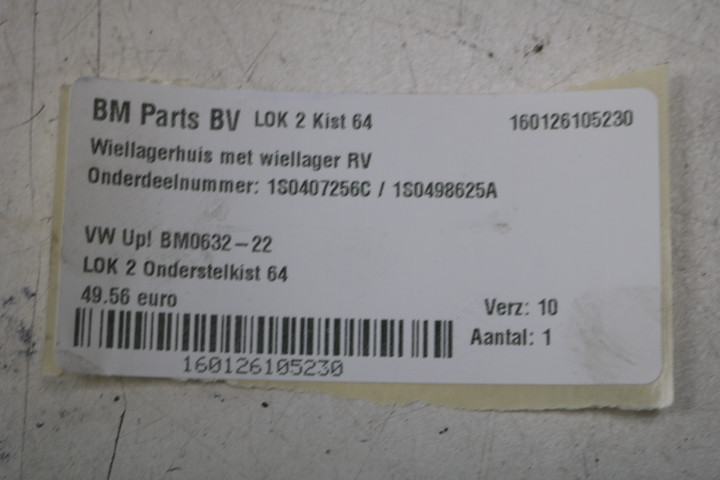 BM Parts BV LOK 2 Kist 64 160126105230
Wiellagerhuis met wiellager RV
Onderdeelnummer: 1S0407256C / 1S0498625A
VW Up! BM0632-22
LOK 2 Onderstelkist 64
49.56 euro
Verz: 10
Aantal: 1
160126105230